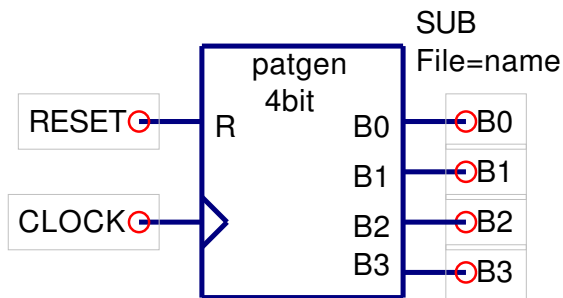 SUB
File=name
patgen
4bit
RESET
R
B0
B0
B1
B1
CLOCK
B2
B2
B3
B3